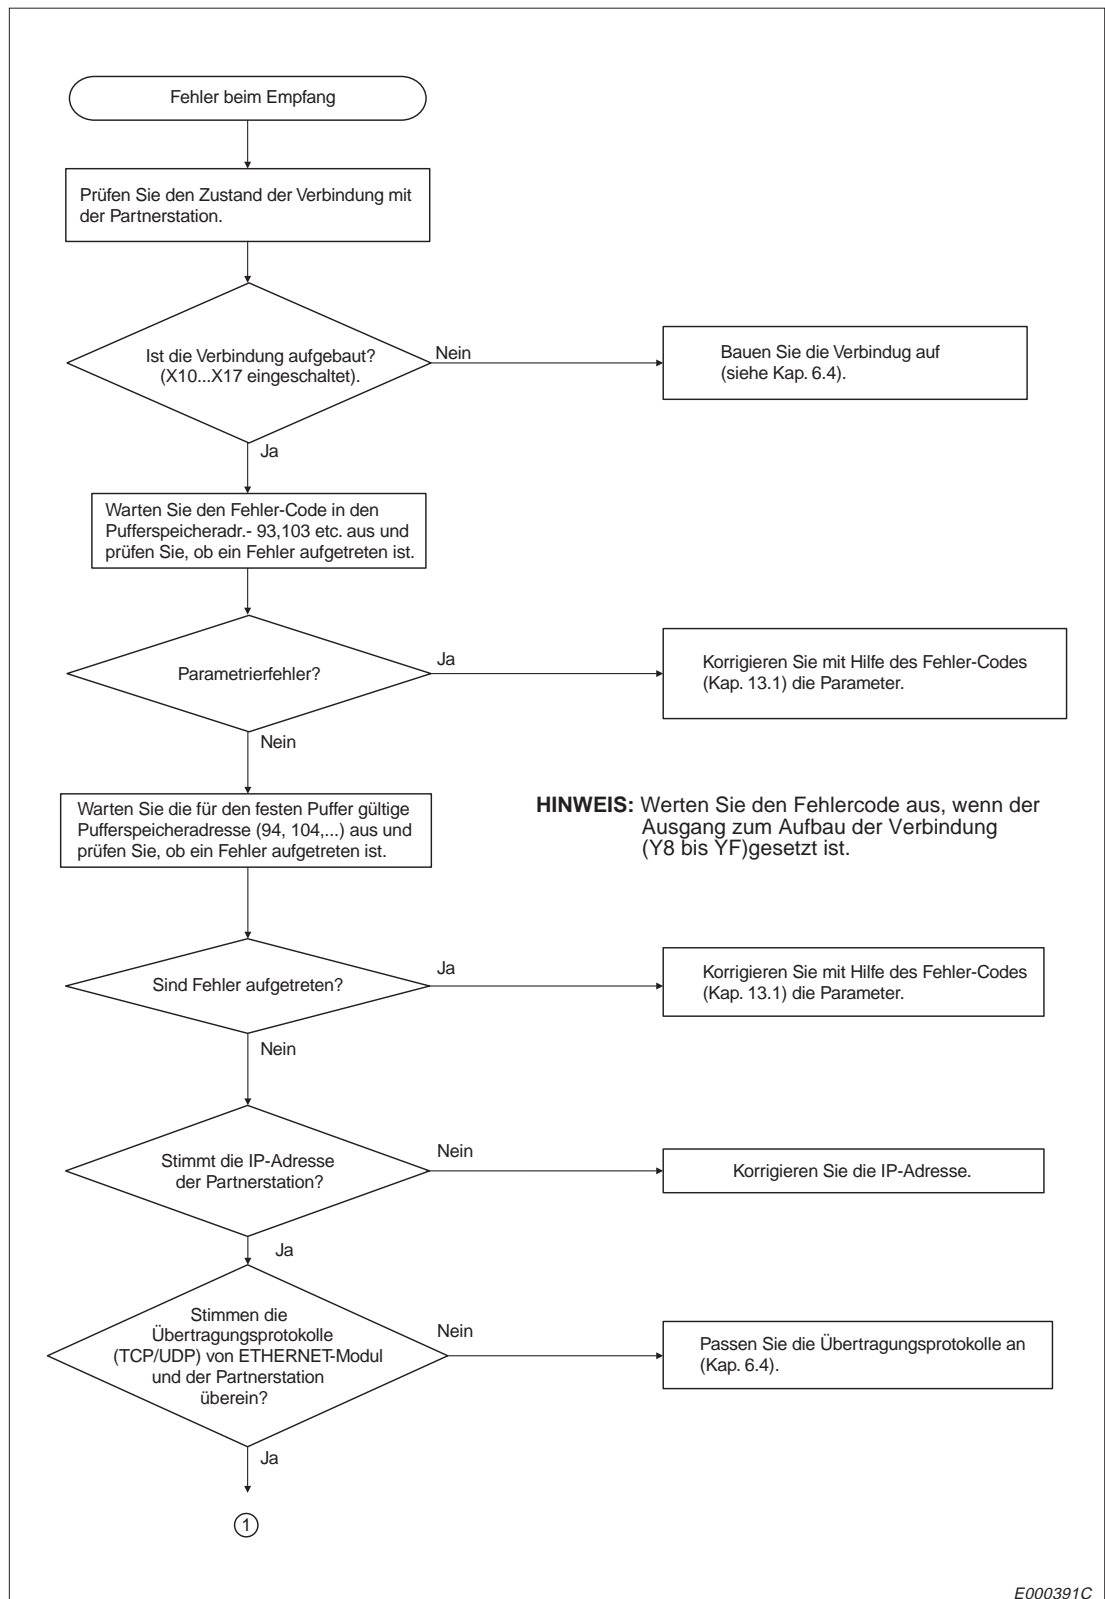 Fehler beim Empfang
Prüfen Sie den Zustand der Verbindung mit
der Partnerstation.
Ist die Verbindung aufgebaut?
(X10...X17 eingeschaltet).
Nein
Bauen Sie die Verbindug auf
(siehe Kap. 6.4).
Ja
Warten Sie den Fehler-Code in den
Pufferspeicheradr.- 93,103 etc. aus und
prüfen Sie, ob ein Fehler aufgetreten ist.
Parametrierfehler?
Ja
Korrigieren Sie mit Hilfe des Fehler-Codes
(Kap. 13.1) die Parameter.
Nein
Warten Sie die für den festen Puffer gültige
Pufferspeicheradresse (94, 104,...) aus und
prüfen Sie, ob ein Fehler aufgetreten ist.
HINWEIS: Werten Sie den Fehlercode aus, wenn der
Ausgang zum Aufbau der Verbindung
(Y8 bis YF)gesetzt ist.
Sind Fehler aufgetreten?
Ja
Korrigieren Sie mit Hilfe des Fehler-Codes
(Kap. 13.1) die Parameter.
Nein
Stimmt die IP-Adresse
der Partnerstation?
Nein
Korrigieren Sie die IP-Adresse.
Ja
Stimmen die
Übertragungsprotokolle
(TCP/UDP) von ETHERNET-Modul
und der Partnerstation
überein?
Nein
Passen Sie die Übertragungsprotokolle an
(Kap. 6.4).
Ja
1
E000391C